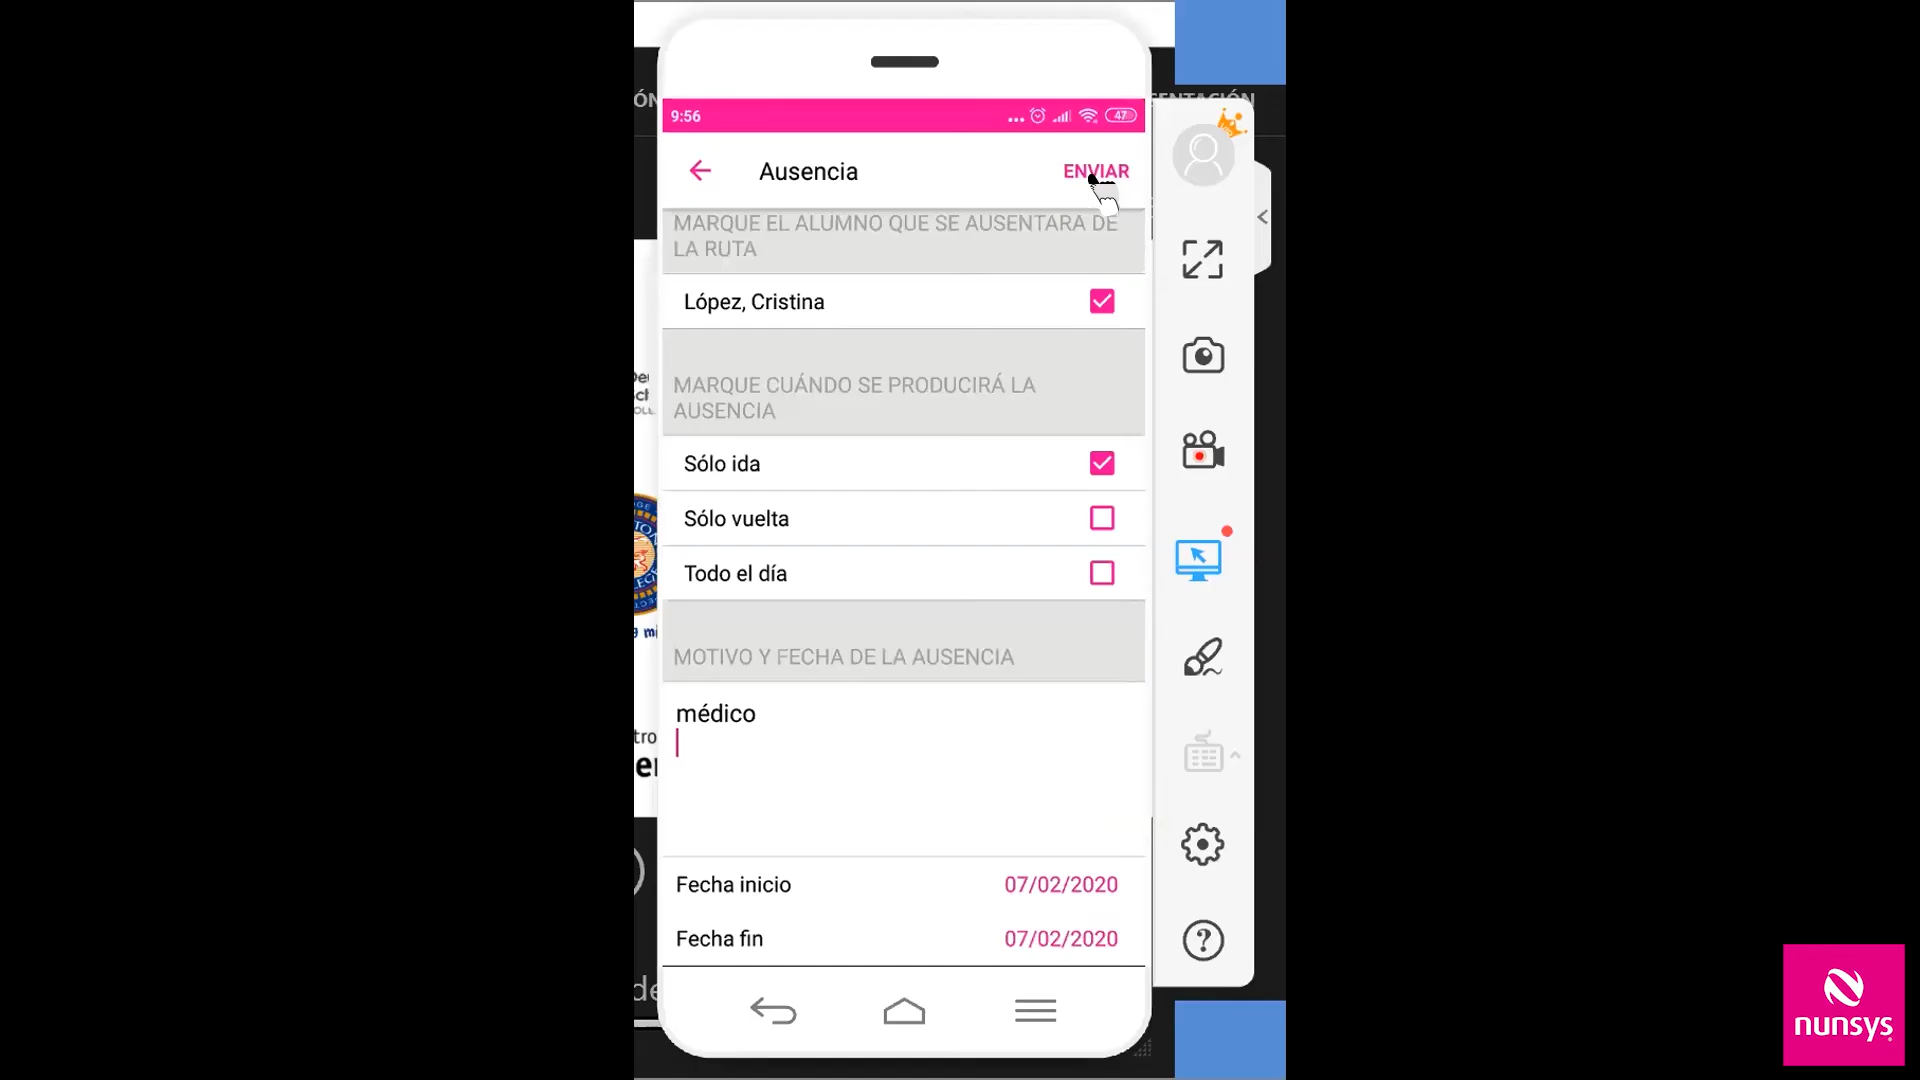 9:56
47
Ausencia
ENVIAR
MARQUE EL ALUMNO QUE SE AUSENTARA DE
LA RUTA
López, Cristina
MARQUE CUÁNDO SE PRODUCIRÁ LA
AUSENCIA
Sólo ida
Sólo vuelta
Todo el día
MOTIVO Y FECHA DE LA AUSENCIA
médico
Fecha inicio
07/02/2020
Fecha fin
07/02/2020
nunsys